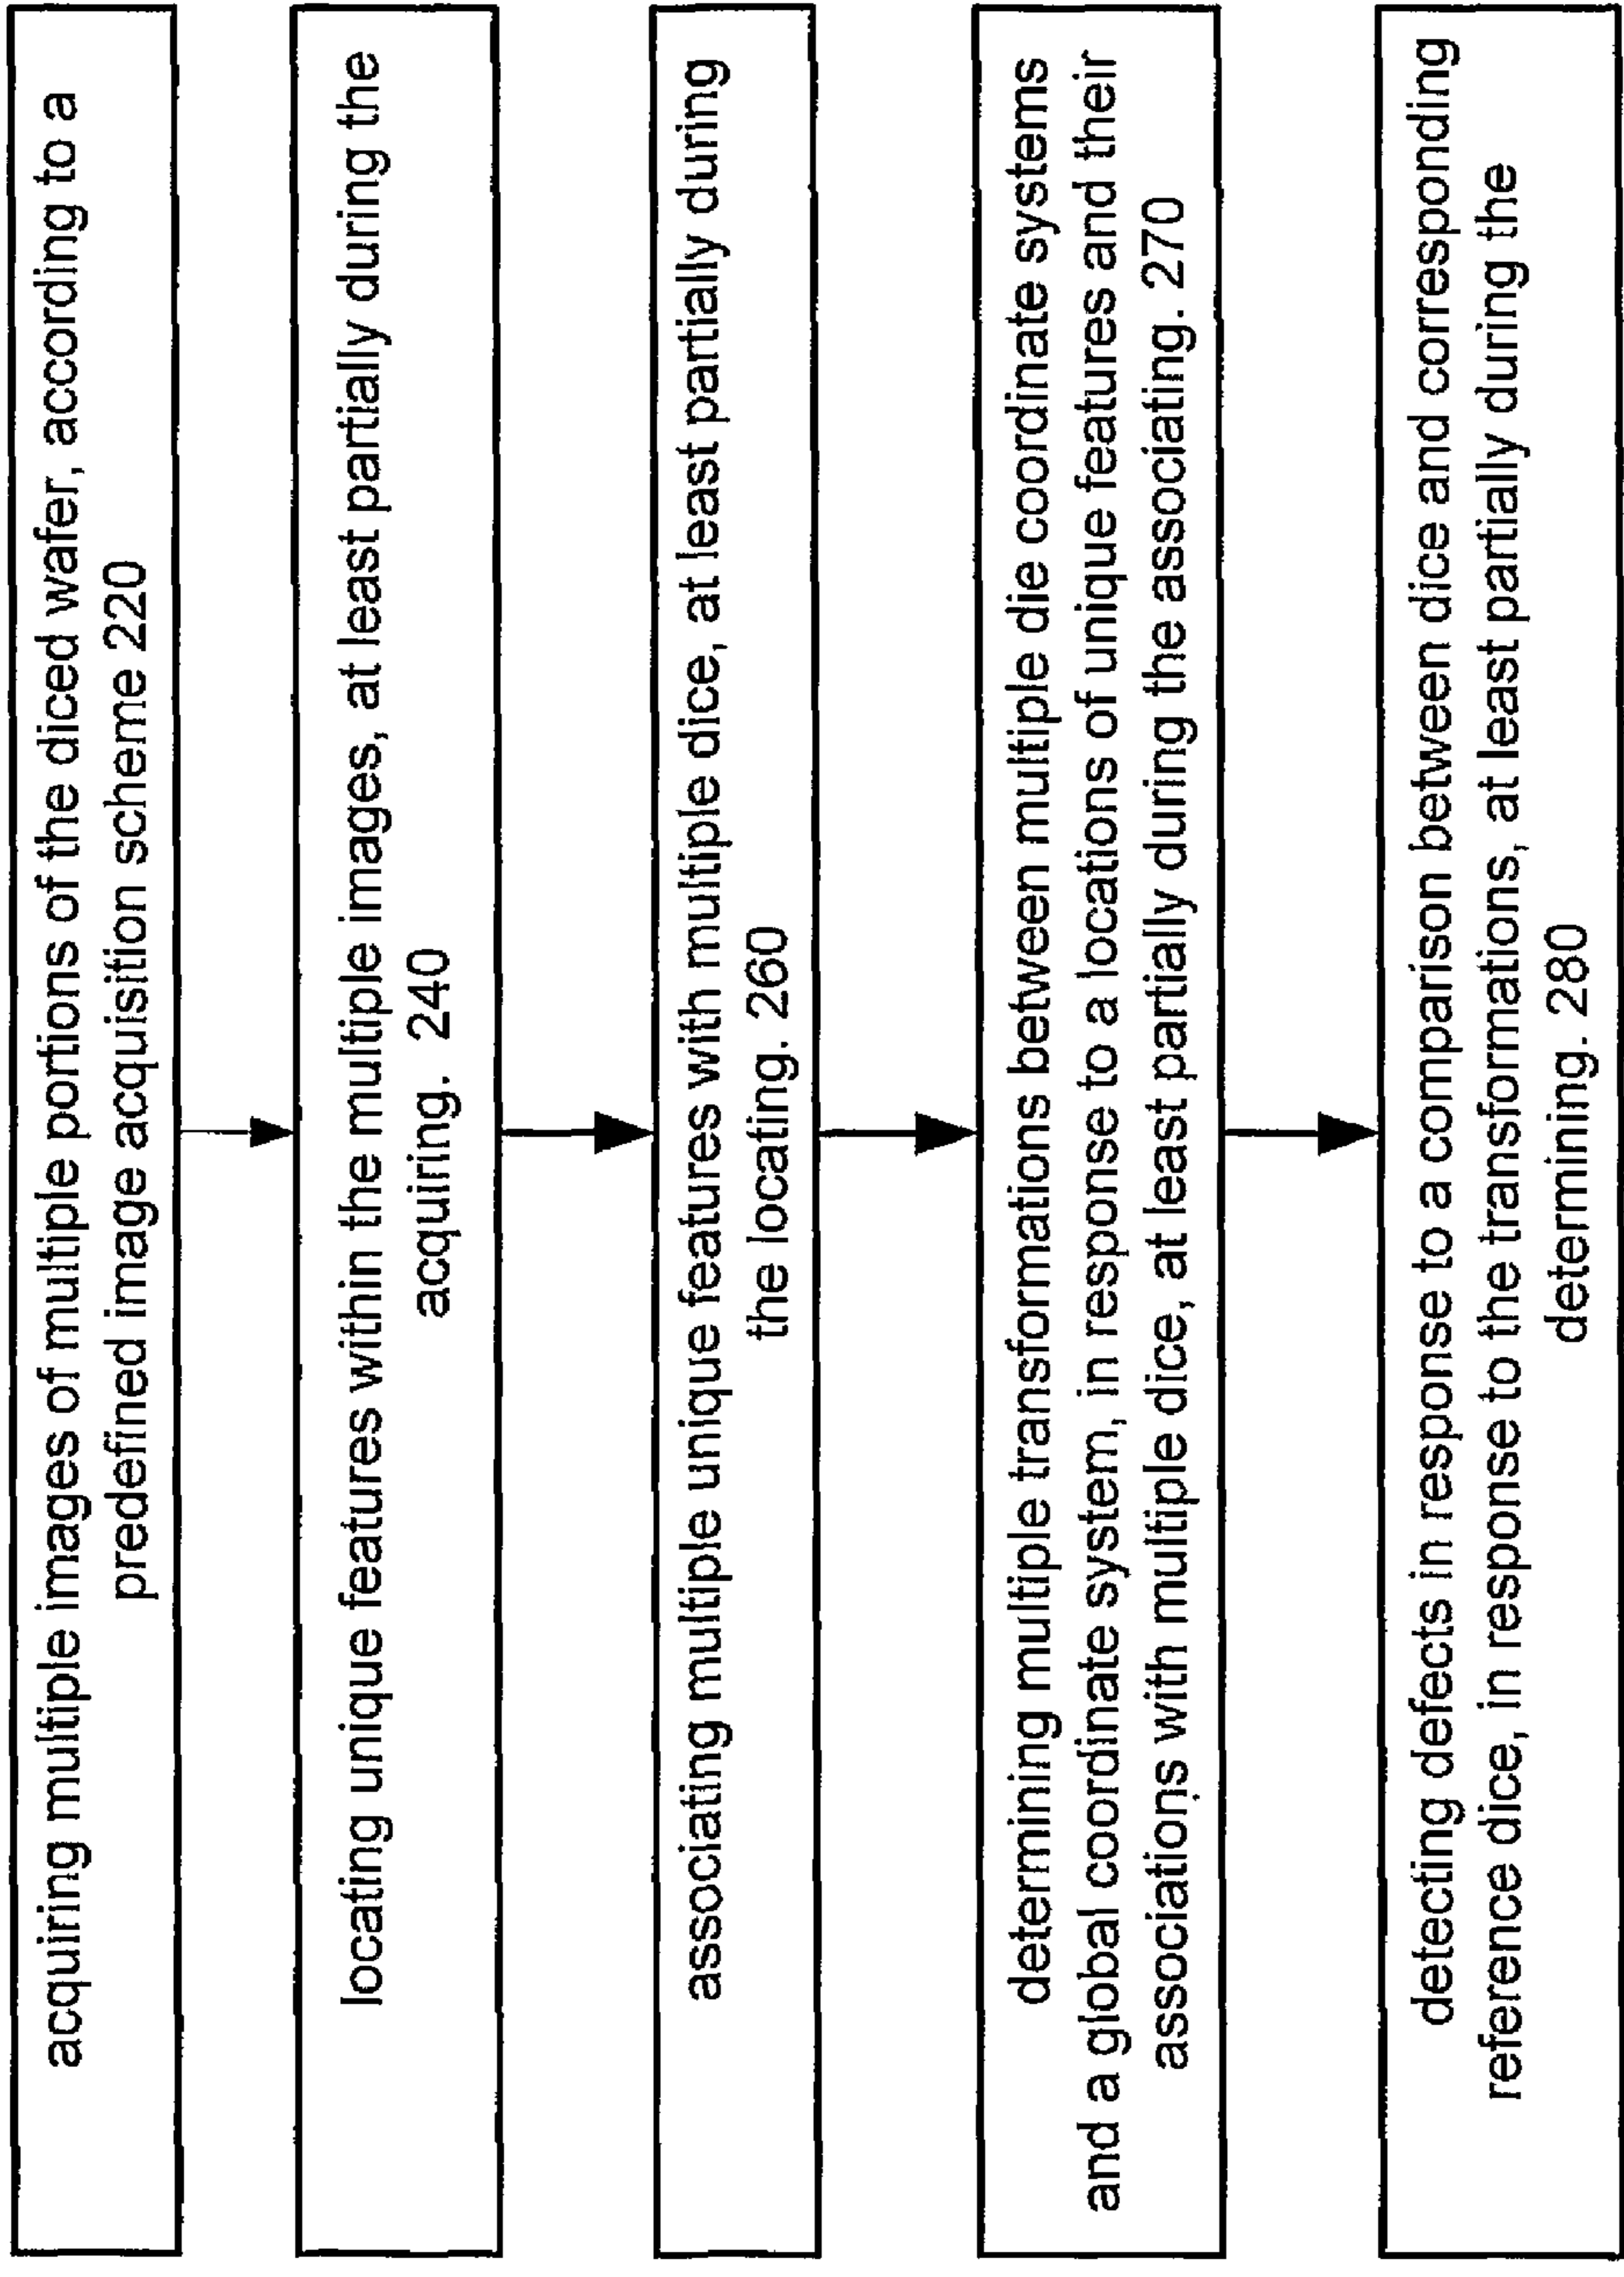 acquiring multiple images of multiple portions of the diced wafer, according to a
predefined image acquisition scheme 220
locating unique features within the multiple images, at least partially during the
acquiring. 240
associating multiple unique features with multiple dice, at least partially during
the locating. 260
determining multiple transformations between multiple die coordinate systems
and a global coordinate system, in response to a locations of unique features and their
associations with multiple dice, at least partially during the associating. 270
detecting defects in response to a comparison between dice and corresponding
reference dice, in response to the transformations, at least partially during the
determining. 280